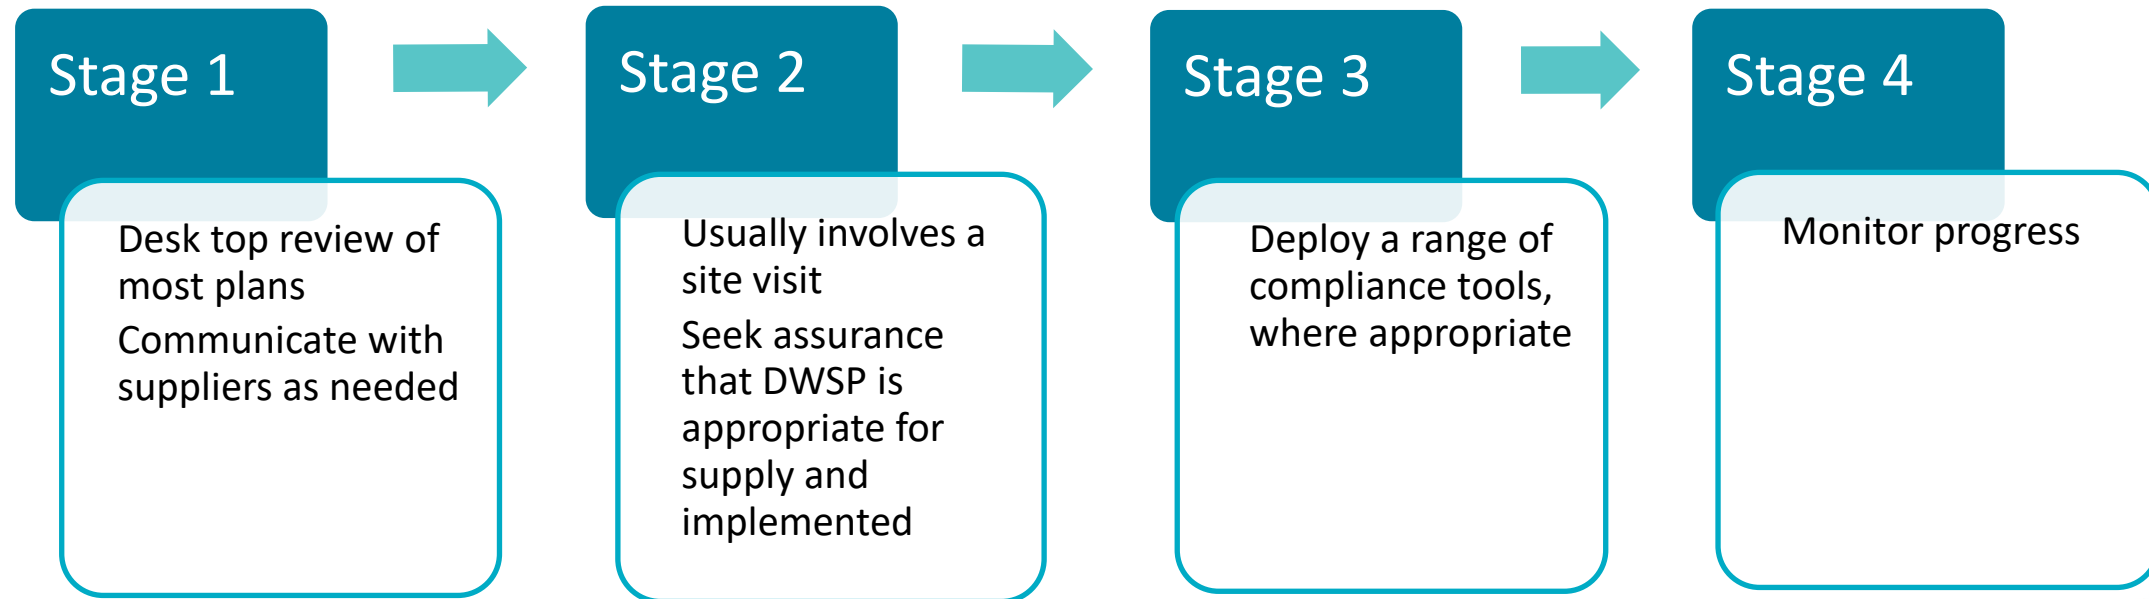 Stage 1
Desk top review of
most plans
Communicate with
suppliers as needed
Stage 2
Usually involves a
site visit
Seek assurance
that DWSP is
appropriate for
supply and
implemented
Stage 3
Deploy a range of
compliance tools,
where appropriate
Stage 4
Monitor progress